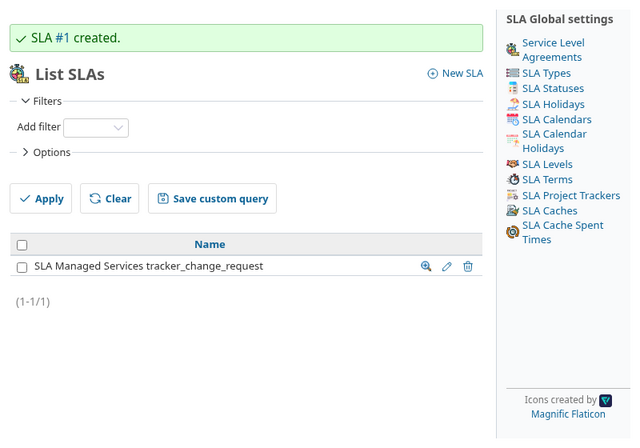 SLA #1 created.
List SLAs
New SLA
Filters
Add filter
Options
Apply
Clear
Save custom query
Name
SLA Managed Services tracker_change_request
(1-1/1)
SLA Global settings
Service Level
Agreements
SLA Types
SLA Statuses
SLA Holidays
SLA Calendars
SLA Calendar
Holidays
SLA Levels
SLA Terms
SLA Project Trackers
SLA Caches
SLA Cache Spent
Times
Icons created by
Magnific Flaticon